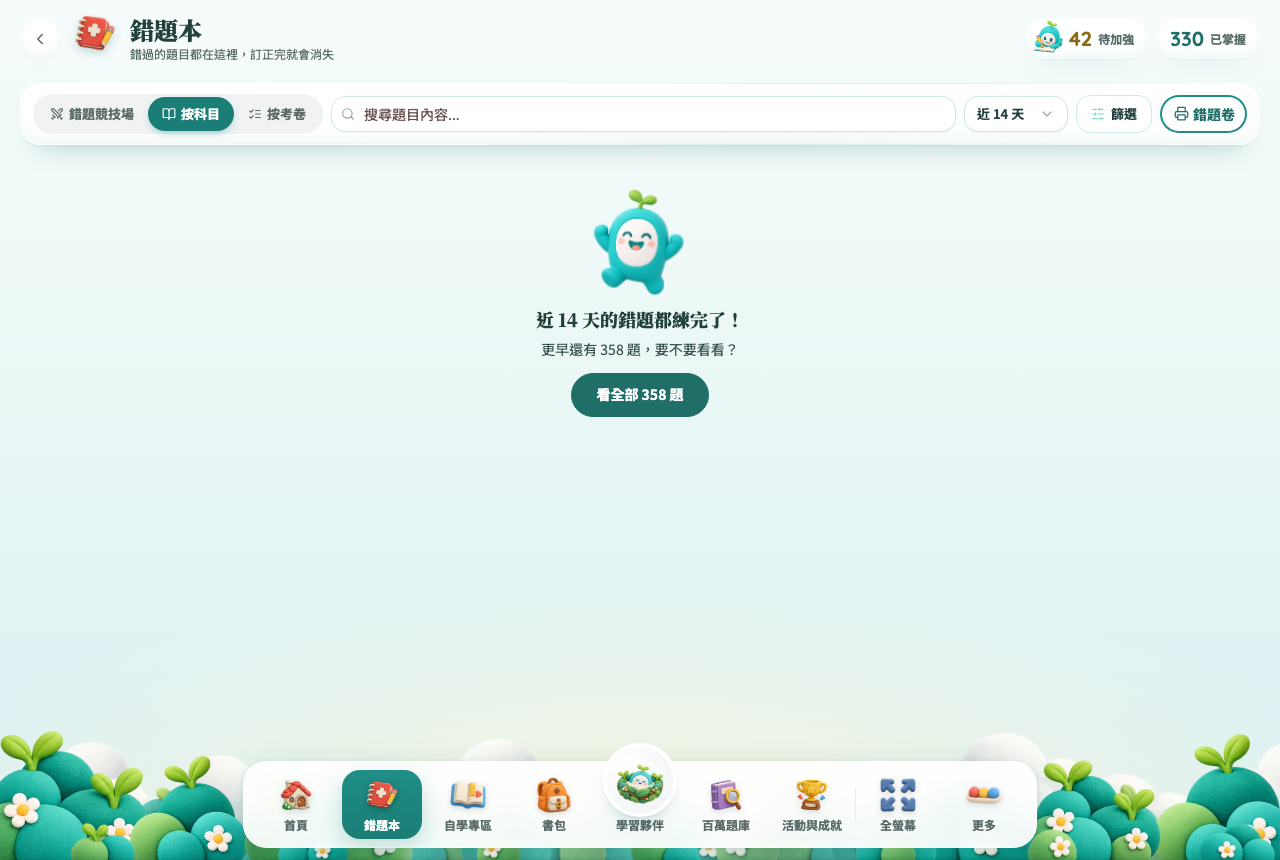 錯題本
錯過的題目都在這裡，訂正完就會消失
42 待加強
330 已掌握
錯題競技場
按科目
按考卷
搜尋題目內容...
近 14 天
篩選
錯題卷
近 14 天的錯題都練完了！
更早還有 358 題，要不要看看？
看全部 358 題
首頁
錯題本
自學專區
書包
學習夥伴
百萬題庫
活動與成就
全螢幕
更多